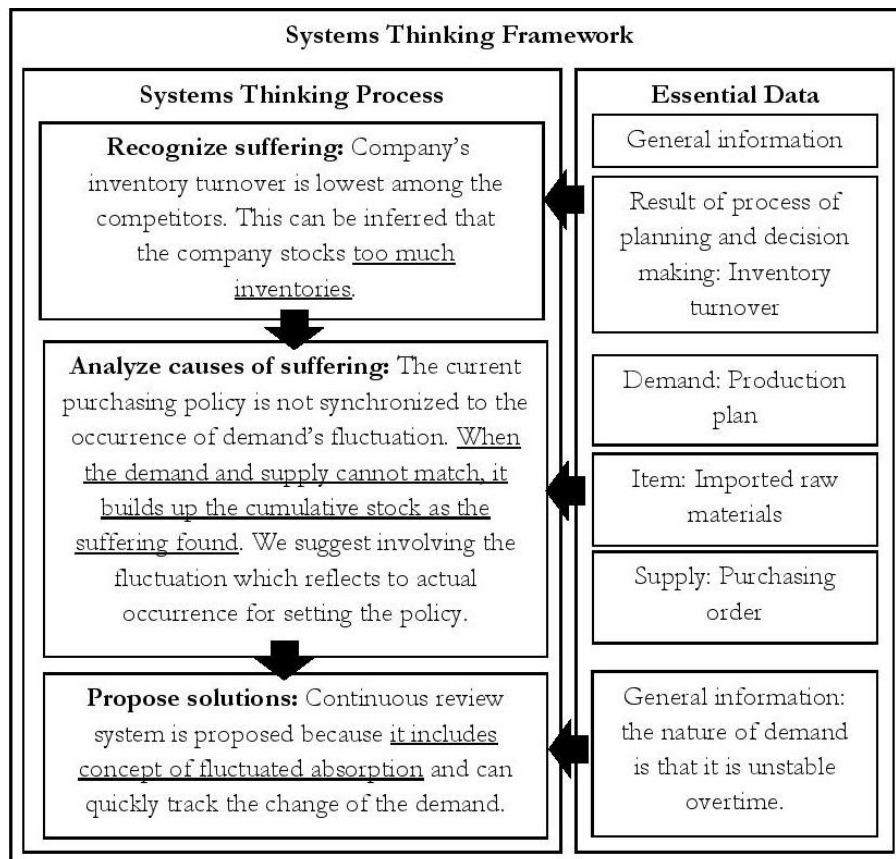 Systems Thinking Framework
Systems Thinking Process
Recognize suffering: Company's
inventory turnover is lowest among the
competitors. This can be inferred that
the company stocks too much
inventories.
Analyze causes of suffering: The current
purchasing policy is not synchronized to the
occurrence of demand's fluctuation. When
the demand and supply cannot match, it
builds up the cumulative stock as the
suffering found. We suggest involving the
fluctuation which reflects to actual
occurrence for setting the policy.
Propose solutions: Continuous review
system is proposed because it includes
concept of fluctuated absorption and can
quickly track the change of the demand.
Essential Data
General information
Result of process of
planning and decision
making: Inventory
turnover
Demand: Production
plan
Item: Imported raw
materials
Supply: Purchasing
order
General information:
the nature of demand
is that it is unstable
overtime.